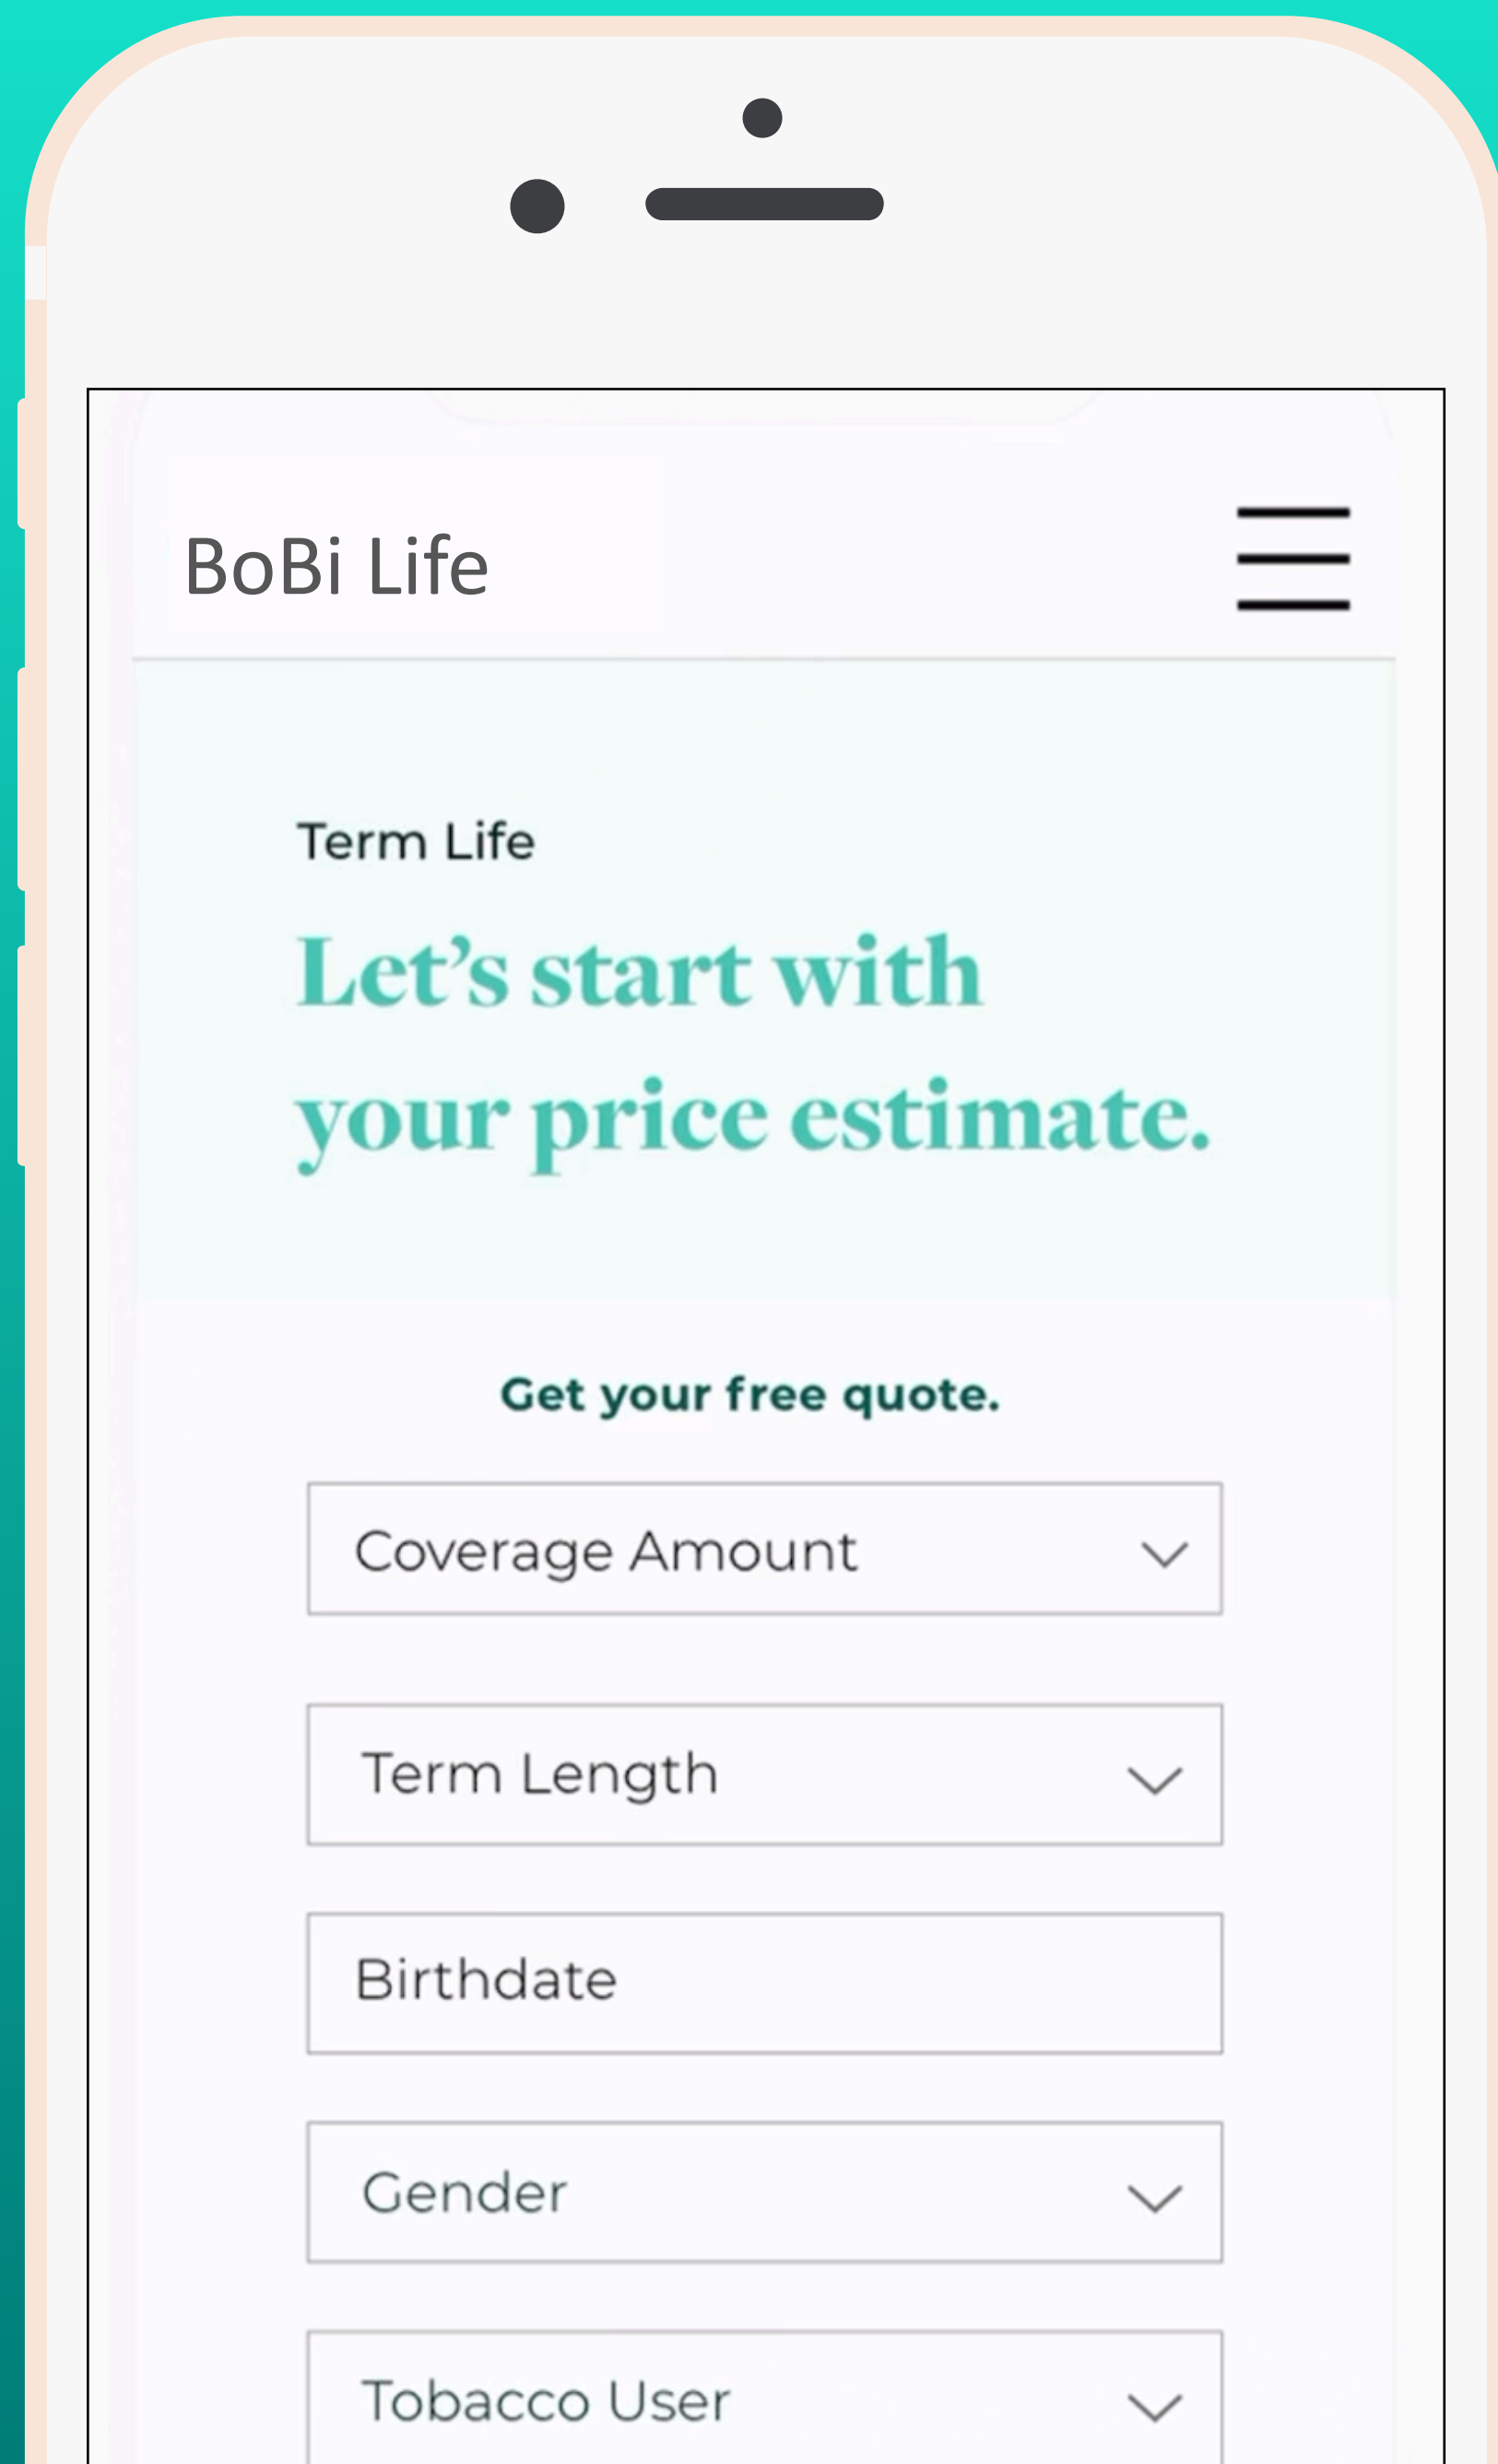 BoBi Life
Term Life
Let’s start with
your price estimate.
Get your free quote.
Coverage Amount
Term Length
Birthdate
Gender
Tobacco User